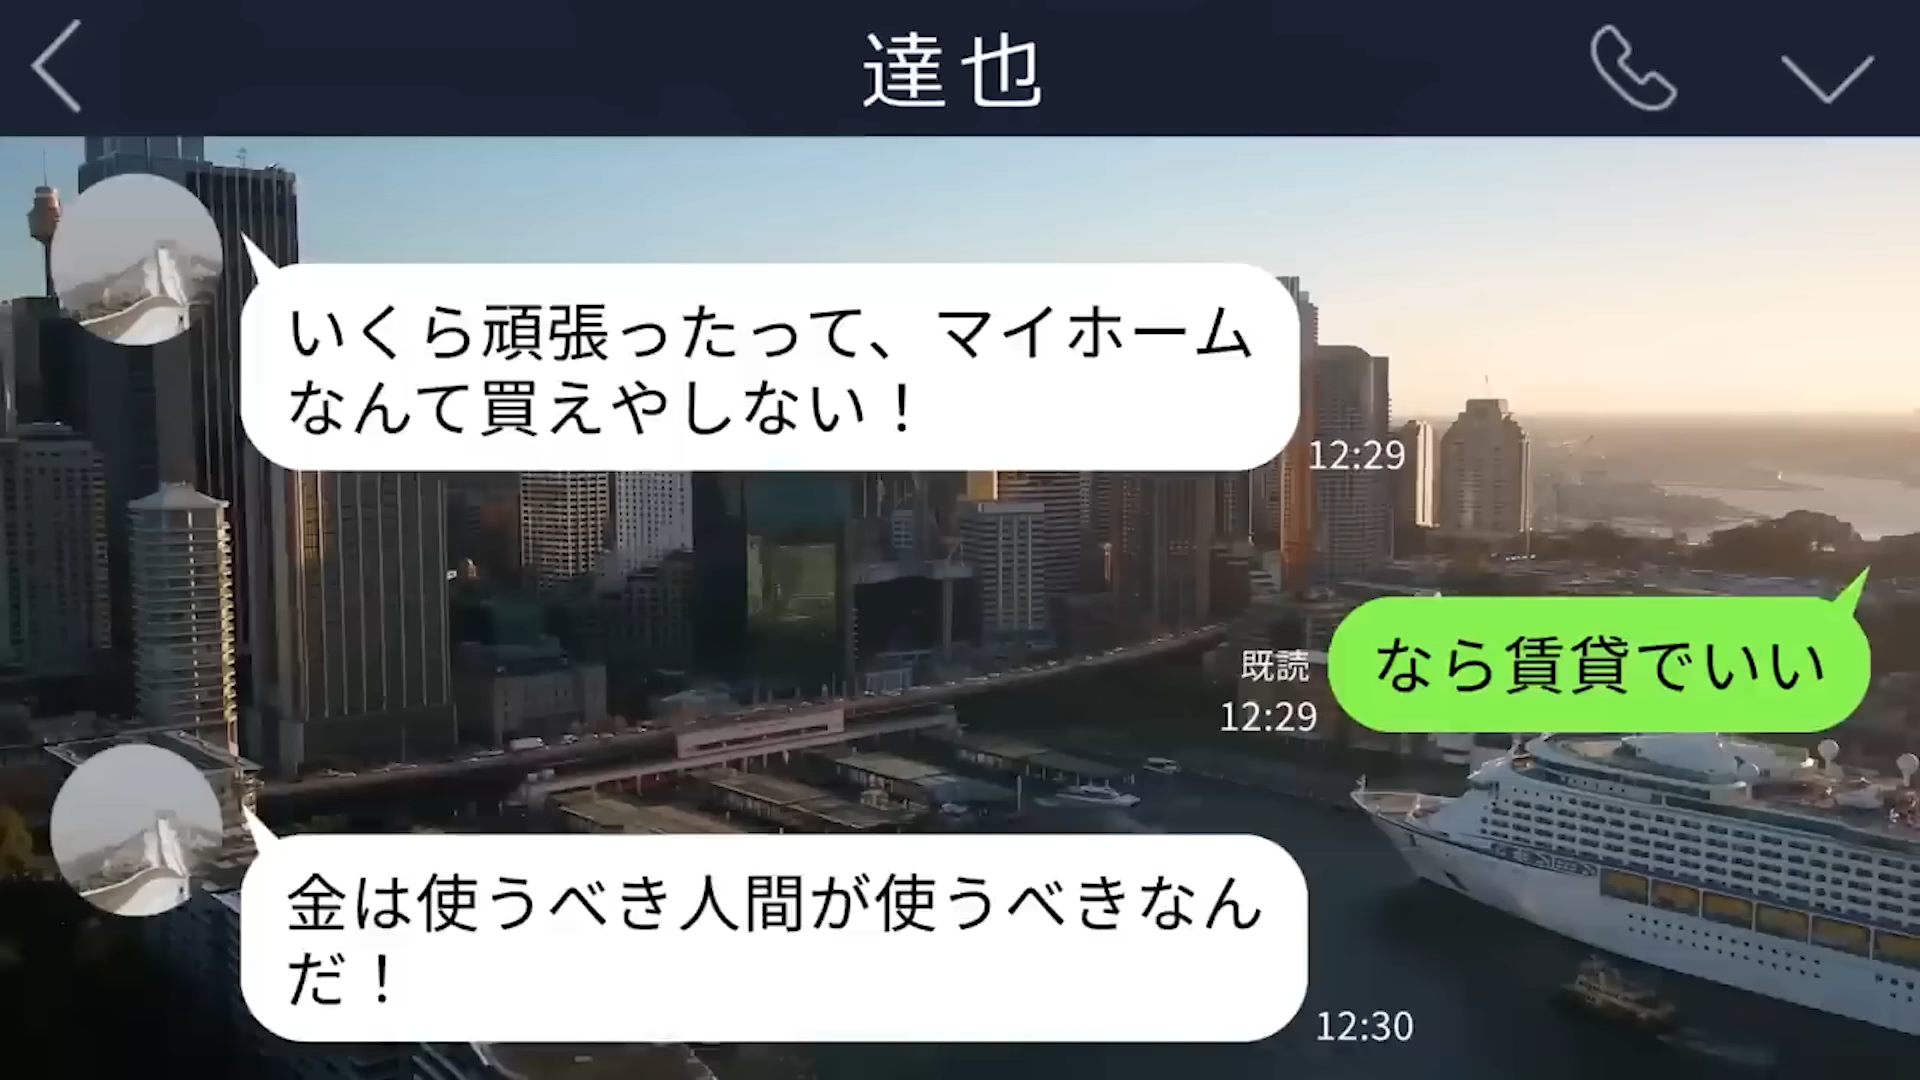 達也
いくら頑張ったって、マイホーム
なんて買えやしない！
12:29
なら賃貸でいい
既読
12:29
金は使うべき人間が使うべきなん
だ！
12:30